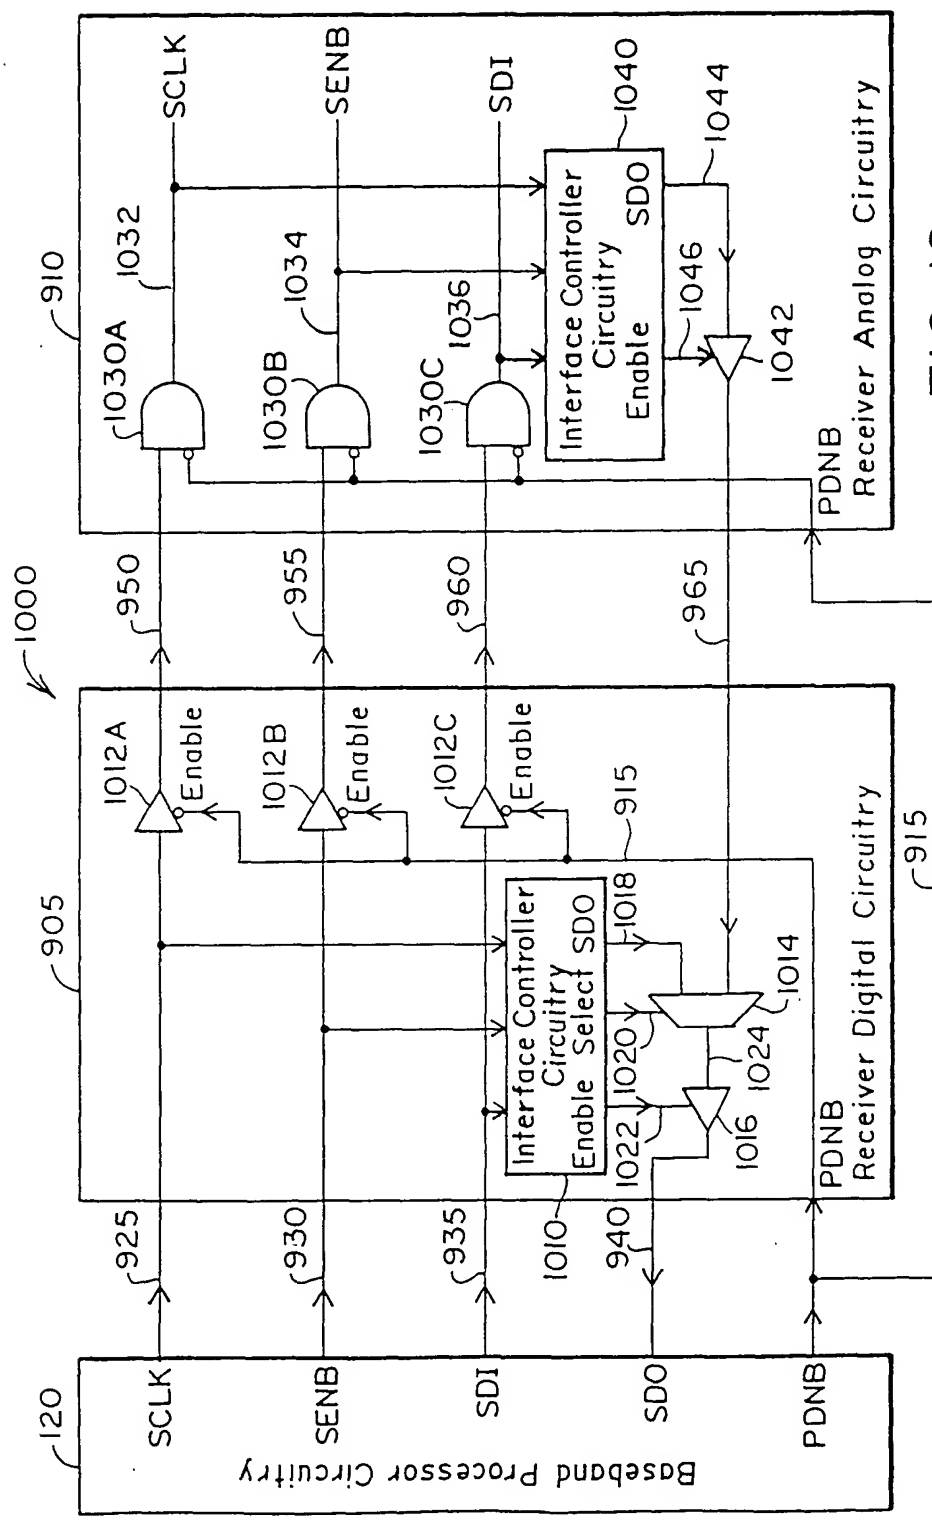 1000
120
Baseband Processor Circuitry
SCLK
SENB
SDI
SDO
PDNB
925
930
935
940
905
1012A
Enable
1012B
Enable
1012C
Enable
Interface Controller
Circuitry
Enable Select SDO
1010
1018
1020
1022
1014
1024
1016
915
PDNB
Receiver Digital Circuitry
915
950
955
960
965
910
1030A
1030B
1030C
1032
1034
1036
SCLK
SENB
SDI
Interface Controller
Circuitry
Enable SDO
1040
1044
1046
1042
PDNB
Receiver Analog Circuitry